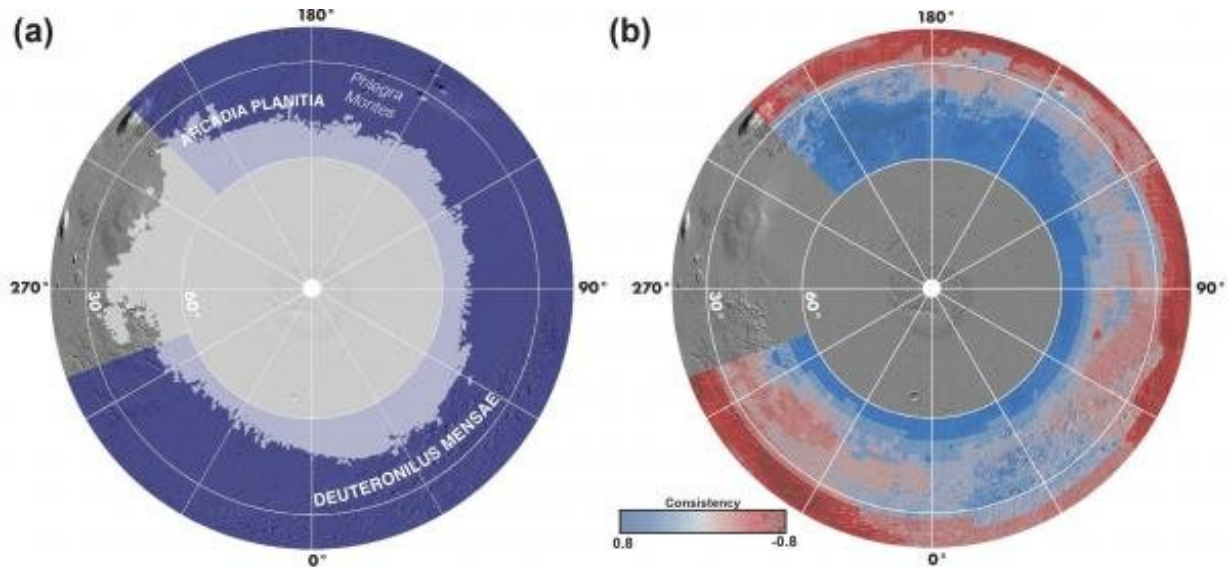 (a)
180°
ARCADIA PLANITIA
Phlegra
Montes
270°
30°
60°
90°
DEUTERONILUS MENSAE
0°
(b)
180°
270°
30°
60°
90°
Consistency
0.8
-0.8
0°